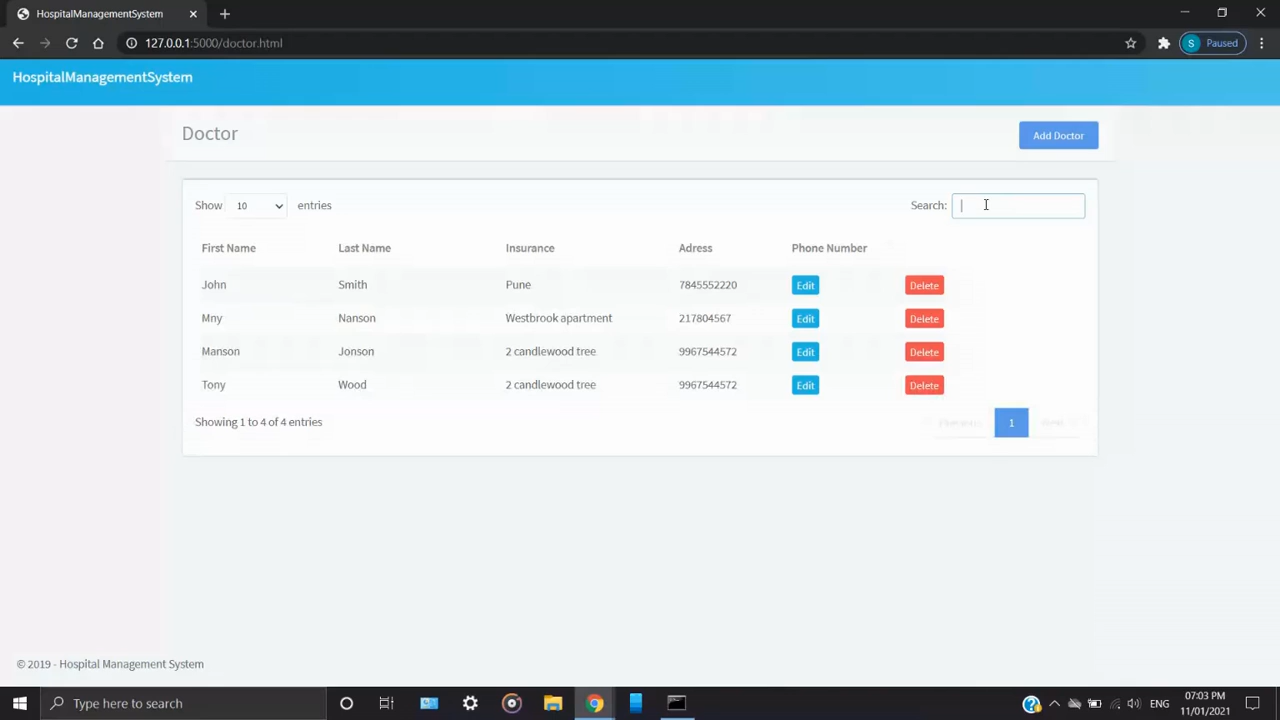 HospitalManagementSystem
127.0.0.1:5000/doctor.html
S Paused
HospitalManagementSystem
Doctor
Add Doctor
Show 10 entries
Search:
First Name Last Name Insurance Adress Phone Number
John Smith Pune 7845552220 Edit Delete
Mny Nanson Westbrook apartment 217804567 Edit Delete
Manson Jonson 2 candlewood tree 9967544572 Edit Delete
Tony Wood 2 candlewood tree 9967544572 Edit Delete
Showing 1 to 4 of 4 entries
1
© 2019 - Hospital Management System
Type here to search
ENG
07:03 PM
11/01/2021